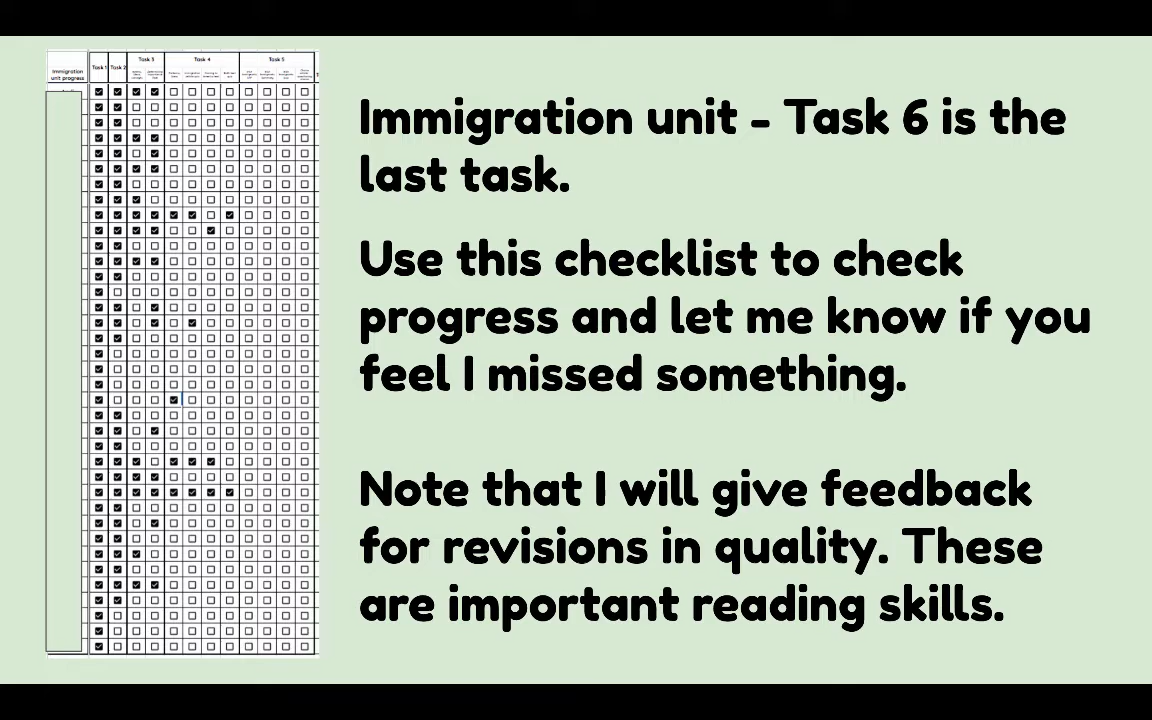 Immigration
unit progress
Task 1
Task 2
Task 3
Task 4
Task 5
Immigration unit - Task 6 is the
last task.
Use this checklist to check
progress and let me know if you
feel I missed something.
Note that I will give feedback
for revisions in quality. These
are important reading skills.